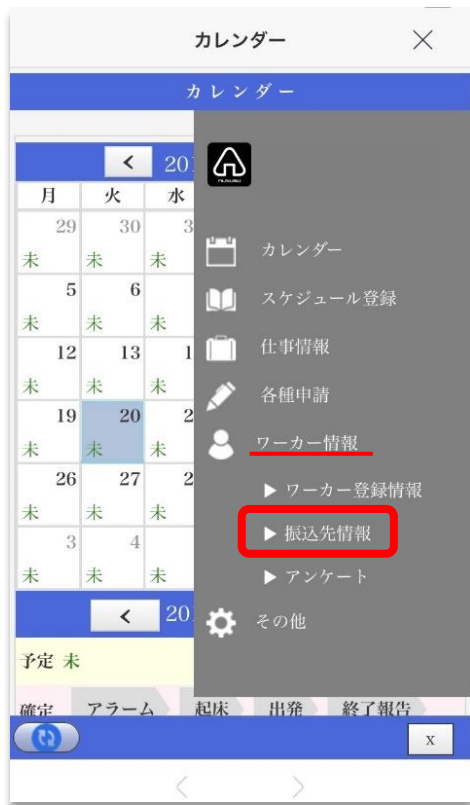 カレンダー
カレンダー
< 201
月 火 水
29 30 3
未 未 未
5 6
未 未 未
12 13 1
未 未 未
19 20 2
未 未 未
26 27 2
未 未 未
3 4
未 未 未
< 20
予定 未
確定 アラーム 起床 出発 終了報告
x
カレンダー
スケジュール登録
仕事情報
各種申請
ワーカー情報
▶ ワーカー登録情報
▶ 振込先情報
▶ アンケート
その他